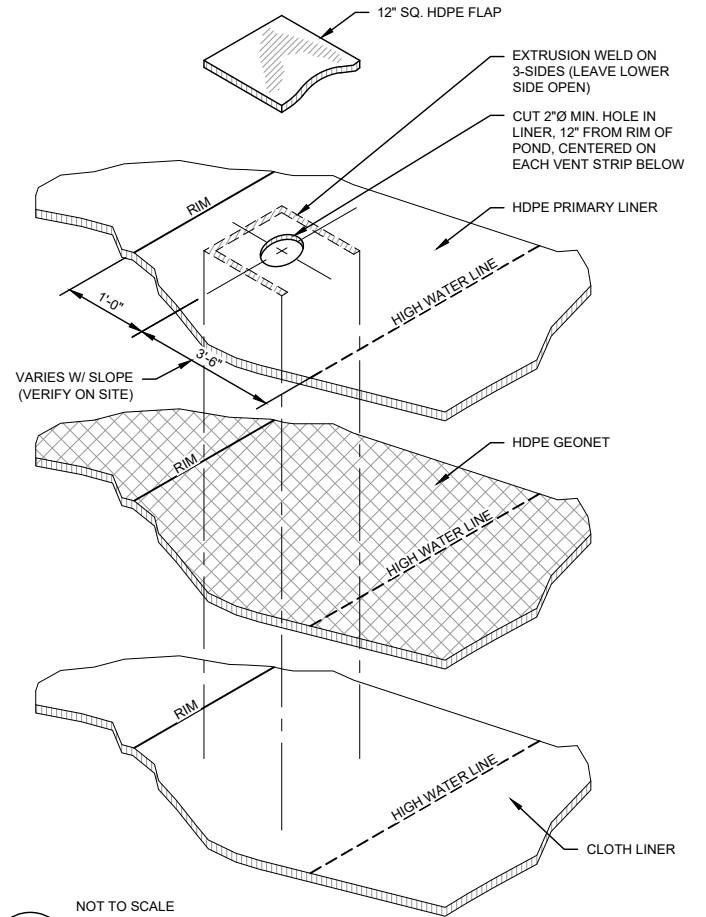 12" SQ. HDPE FLAP
EXTRUSION WELD ON
3-SIDES (LEAVE LOWER
SIDE OPEN)
CUT 2"Ø MIN. HOLE IN
LINER, 12" FROM RIM OF
POND, CENTERED ON
EACH VENT STRIP BELOW
RIM
HDPE PRIMARY LINER
HIGH WATER LINE
1'-0"
3'-6"
VARIES W/ SLOPE
(VERIFY ON SITE)
HDPE GEONET
RIM
HIGH WATER LINE
RIM
HIGH WATER LINE
CLOTH LINER
NOT TO SCALE